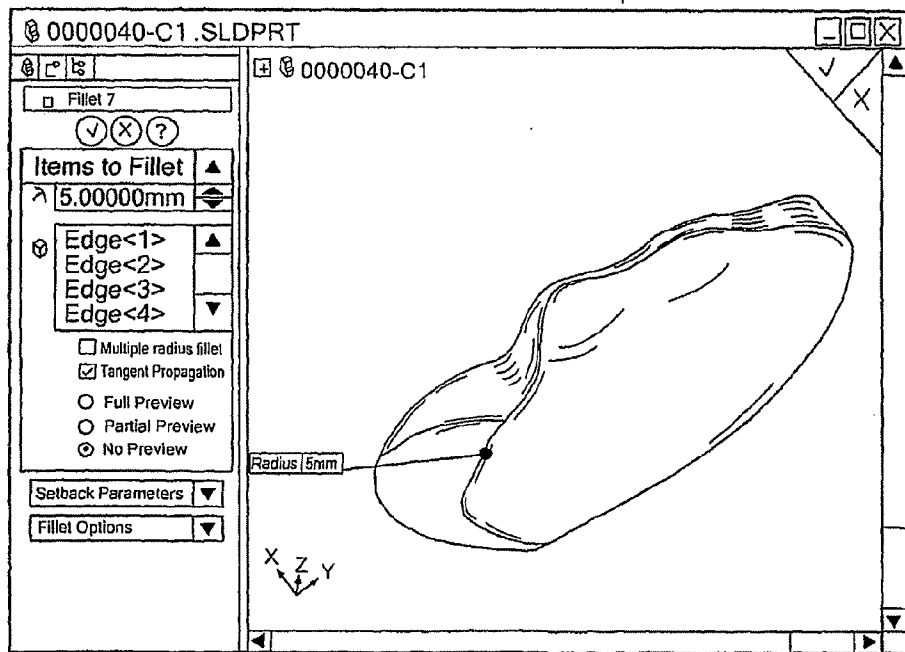 0000040-C1.SLDPRT
0000040-C1
Fillet 7
?
Items to Fillet
5.00000mm
Edge<1>
Edge<2>
Edge<3>
Edge<4>
Multiple radius fillet
Tangent Propagation
Full Preview
Partial Preview
No Preview
Setback Parameters
Fillet Options
Radius 5mm
X Z Y